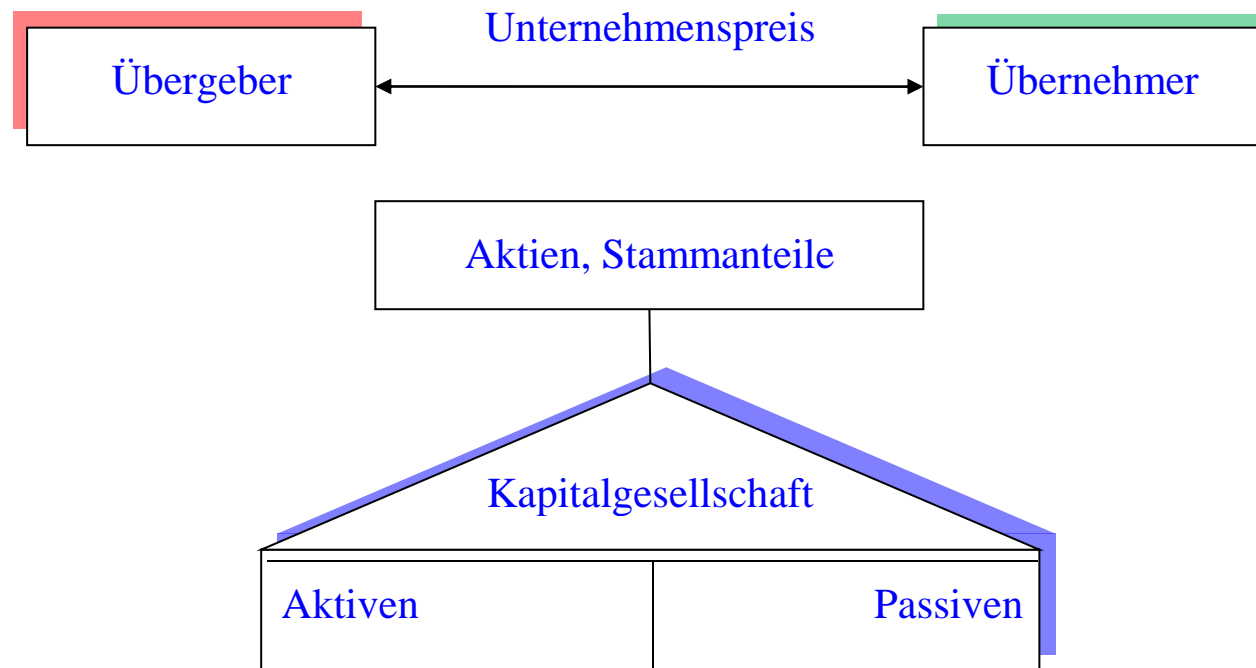 Unternehmenspreis
Übergeber
Übernehmer
Aktien, Stammanteile
Kapitalgesellschaft
Aktiven
Passiven